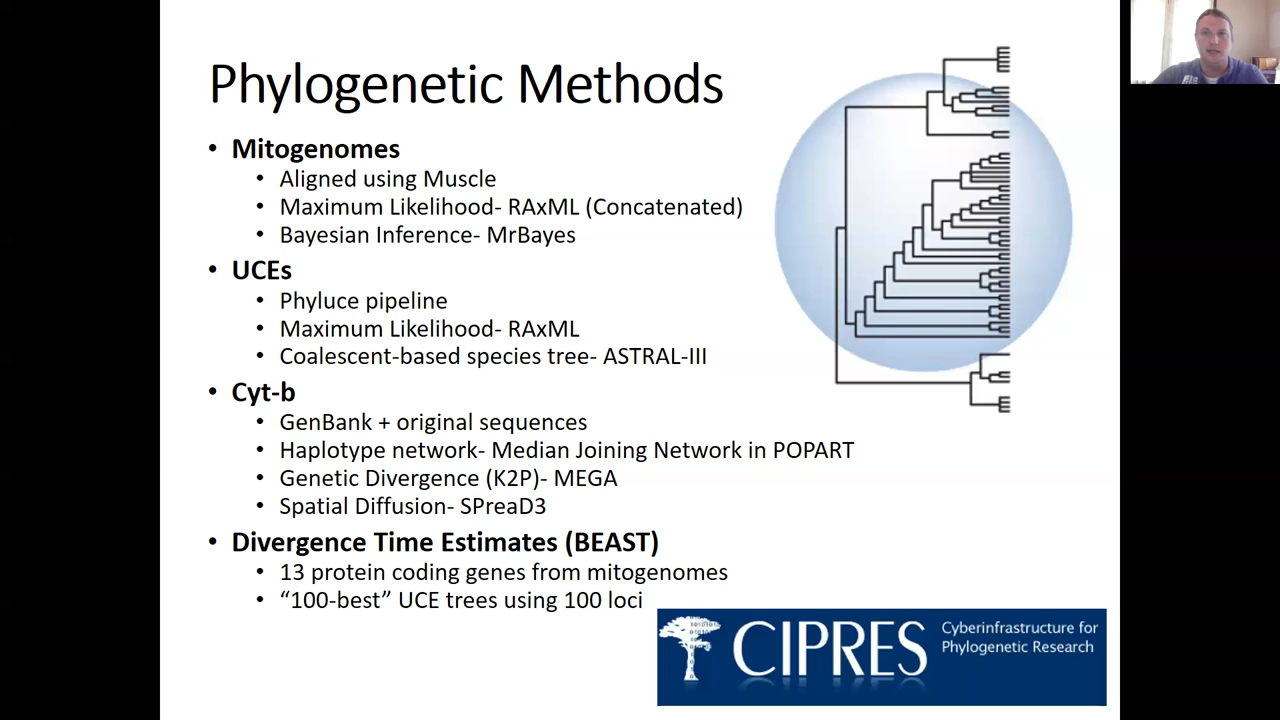 Phylogenetic Methods
• Mitogenomes
• Aligned using Muscle
• Maximum Likelihood- RAxML (Concatenated)
• Bayesian Inference- MrBayes
• UCEs
• Phyluce pipeline
• Maximum Likelihood- RAxML
• Coalescent-based species tree- ASTRAL-III
• Cyt-b
• GenBank + original sequences
• Haplotype network- Median Joining Network in POPART
• Genetic Divergence (K2P)- MEGA
• Spatial Diffusion- SPreaD3
• Divergence Time Estimates (BEAST)
• 13 protein coding genes from mitogenomes
• “100-best” UCE trees using 100 loci
CIPRES
Cyberinfrastructure for
Phylogenetic Research